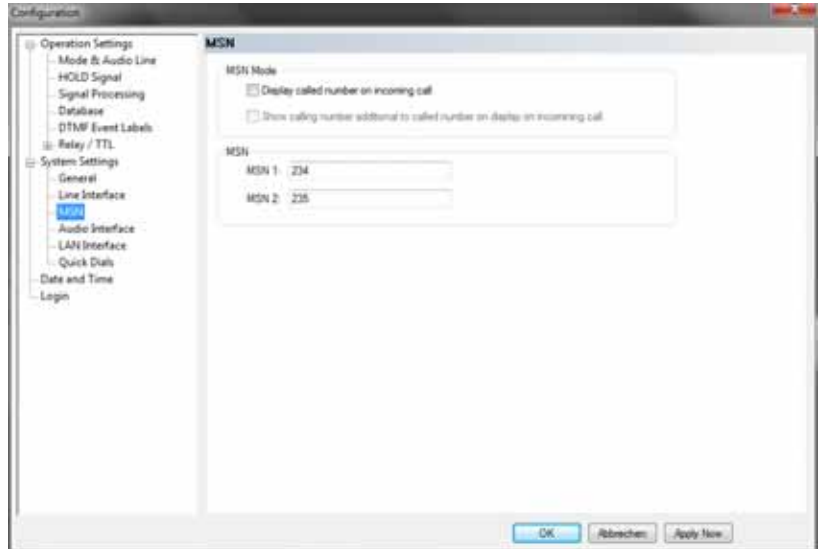 Configuration
Operation Settings
Mode & Audio Line
HOLD Signal
Signal Processing
Database
DTMF Event Labels
Relay / TTL
System Settings
General
Line Interface
MSN
Audio Interface
LAN Interface
Quick Dials
Date and Time
Login
MSN
MSN Mode
Display called number on incoming call
Show calling number additional to called number on display on incomming call
MSN
MSN 1: 234
MSN 2: 235
OK
Abbrechen
Apply Now